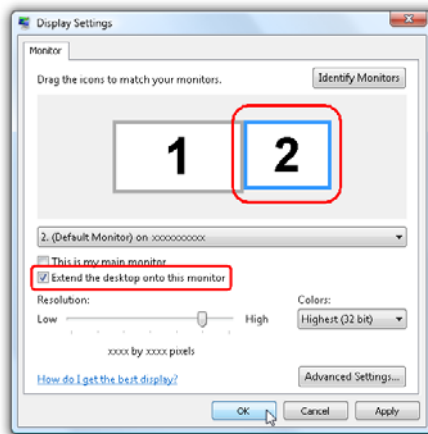 Display Settings
Monitor
Drag the icons to match your monitors.
Identify Monitors
1
2
2. (Default Monitor) on xxxxxxxxxx
This is my main monitor
Extend the desktop onto this monitor
Resolution:
Colors:
Low
High
Highest (32 bit)
xxxx by xxxx pixels
How do I get the best display?
Advanced Settings...
OK
Cancel
Apply